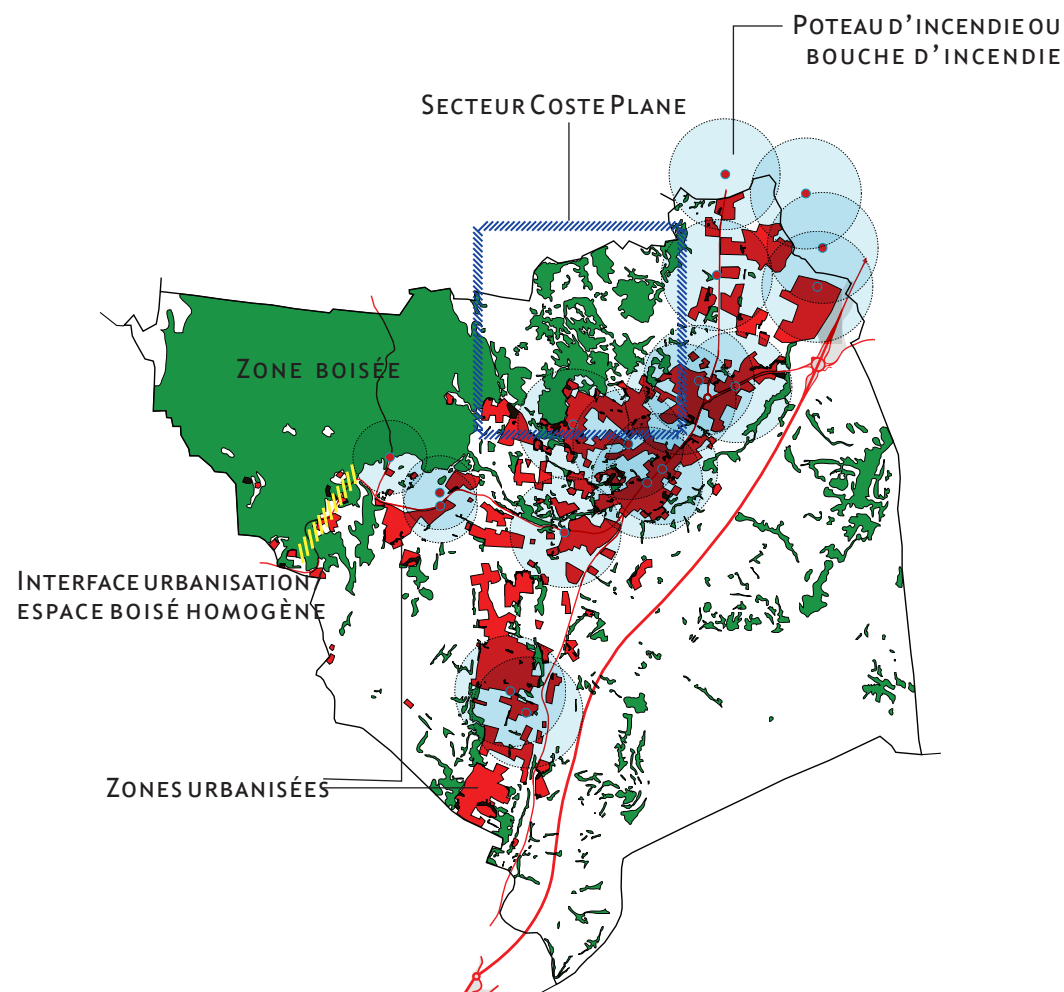 POTEAU D'INCENDIE OU
BOUCHE D'INCENDIE
SECTEUR COSTE PLANE
ZONE BOISÉE
INTERFACE URBANISATION
ESPACE BOISÉ HOMOGÈNE
ZONES URBANISÉES